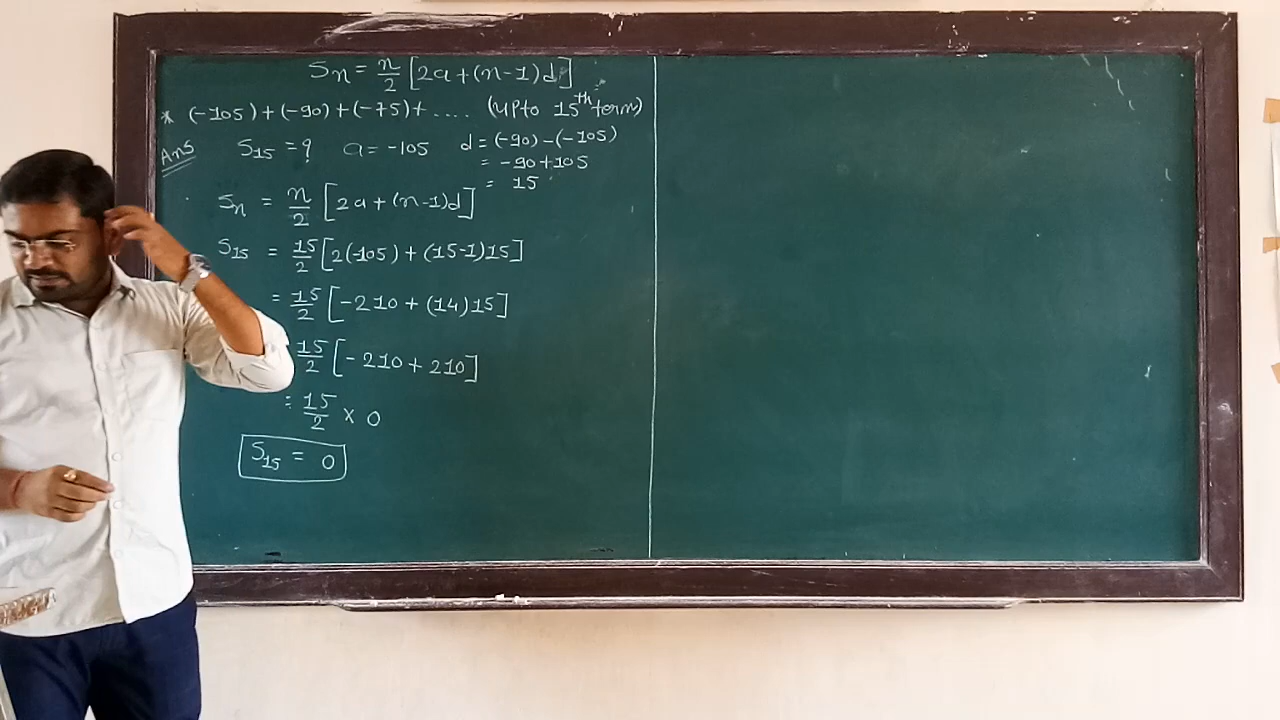 Sn = n/2 [2a + (n-1)d]
* (-105) + (-90) + (-75) + .... (upto 15th term)
Ans S15 = ? a = -105 d = (-90) - (-105)
= -90 + 105
= 15
Sn = n/2 [2a + (n-1)d]
S15 = 15/2 [2(-105) + (15-1)15]
= 15/2 [-210 + (14)15]
15/2 [-210 + 210]
= 15/2 × 0
S15 = 0